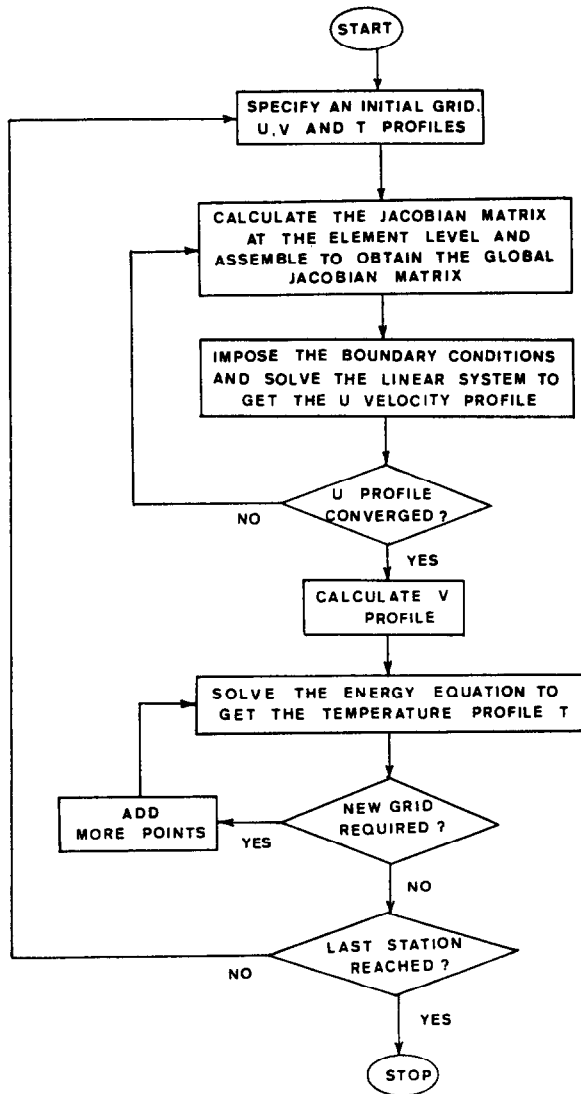 START
SPECIFY AN INITIAL GRID.
U,V AND T PROFILES
CALCULATE THE JACOBIAN MATRIX
AT THE ELEMENT LEVEL AND
ASSEMBLE TO OBTAIN THE GLOBAL
JACOBIAN MATRIX
IMPOSE THE BOUNDARY CONDITIONS
AND SOLVE THE LINEAR SYSTEM TO
GET THE U VELOCITY PROFILE
U PROFILE
CONVERGED?
NO
YES
CALCULATE V
PROFILE
SOLVE THE ENERGY EQUATION TO
GET THE TEMPERATURE PROFILE T
NEW GRID
REQUIRED?
ADD
MORE POINTS
YES
NO
LAST STATION
REACHED?
NO
YES
STOP